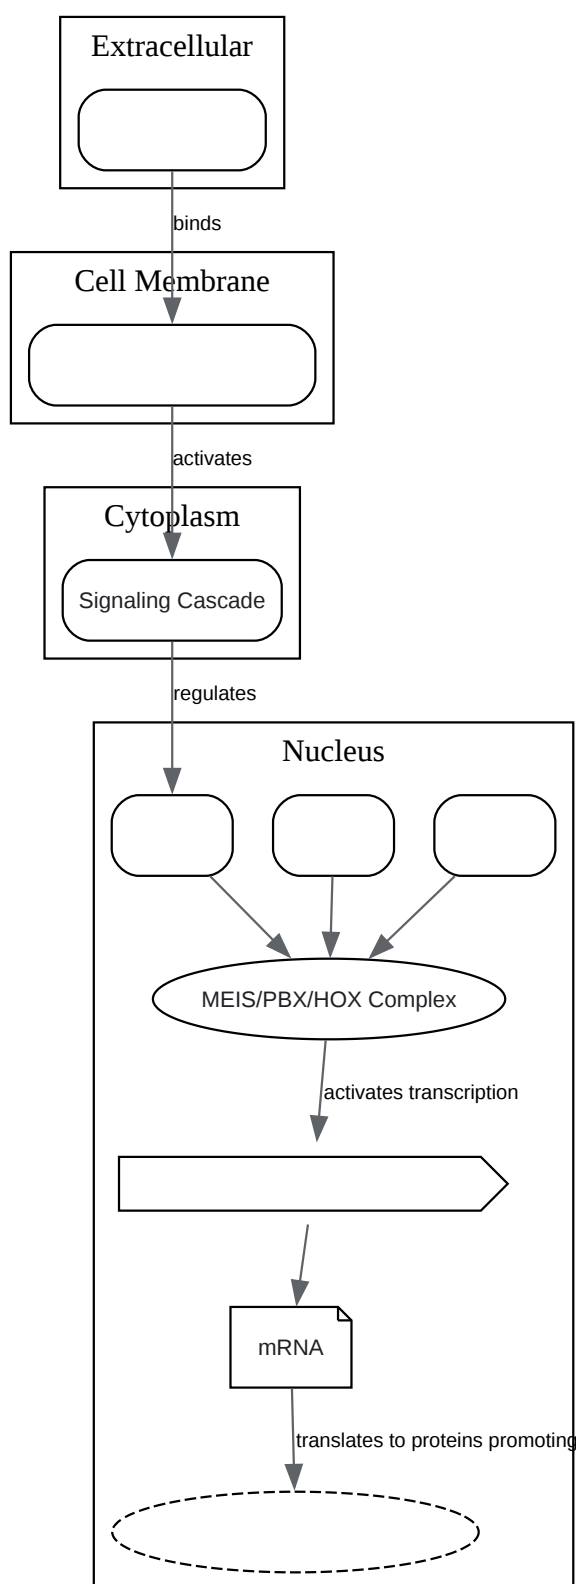 Extracellular
binds
Cell Membrane
activates
Cytoplasm
Signaling Cascade
regulates
Nucleus
MEIS/PBX/HOX Complex
activates transcription
mRNA
translates to proteins promoting